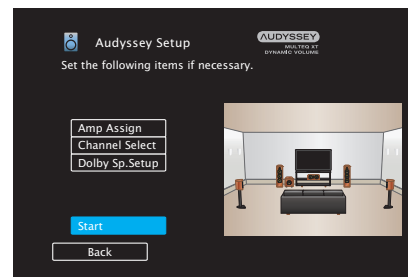 Audyssey Setup
AUDYSSEY
MULTEQ XT
DYNAMIC VOLUME
Set the following items if necessary.
Amp Assign
Channel Select
Dolby Sp.Setup
Start
Back